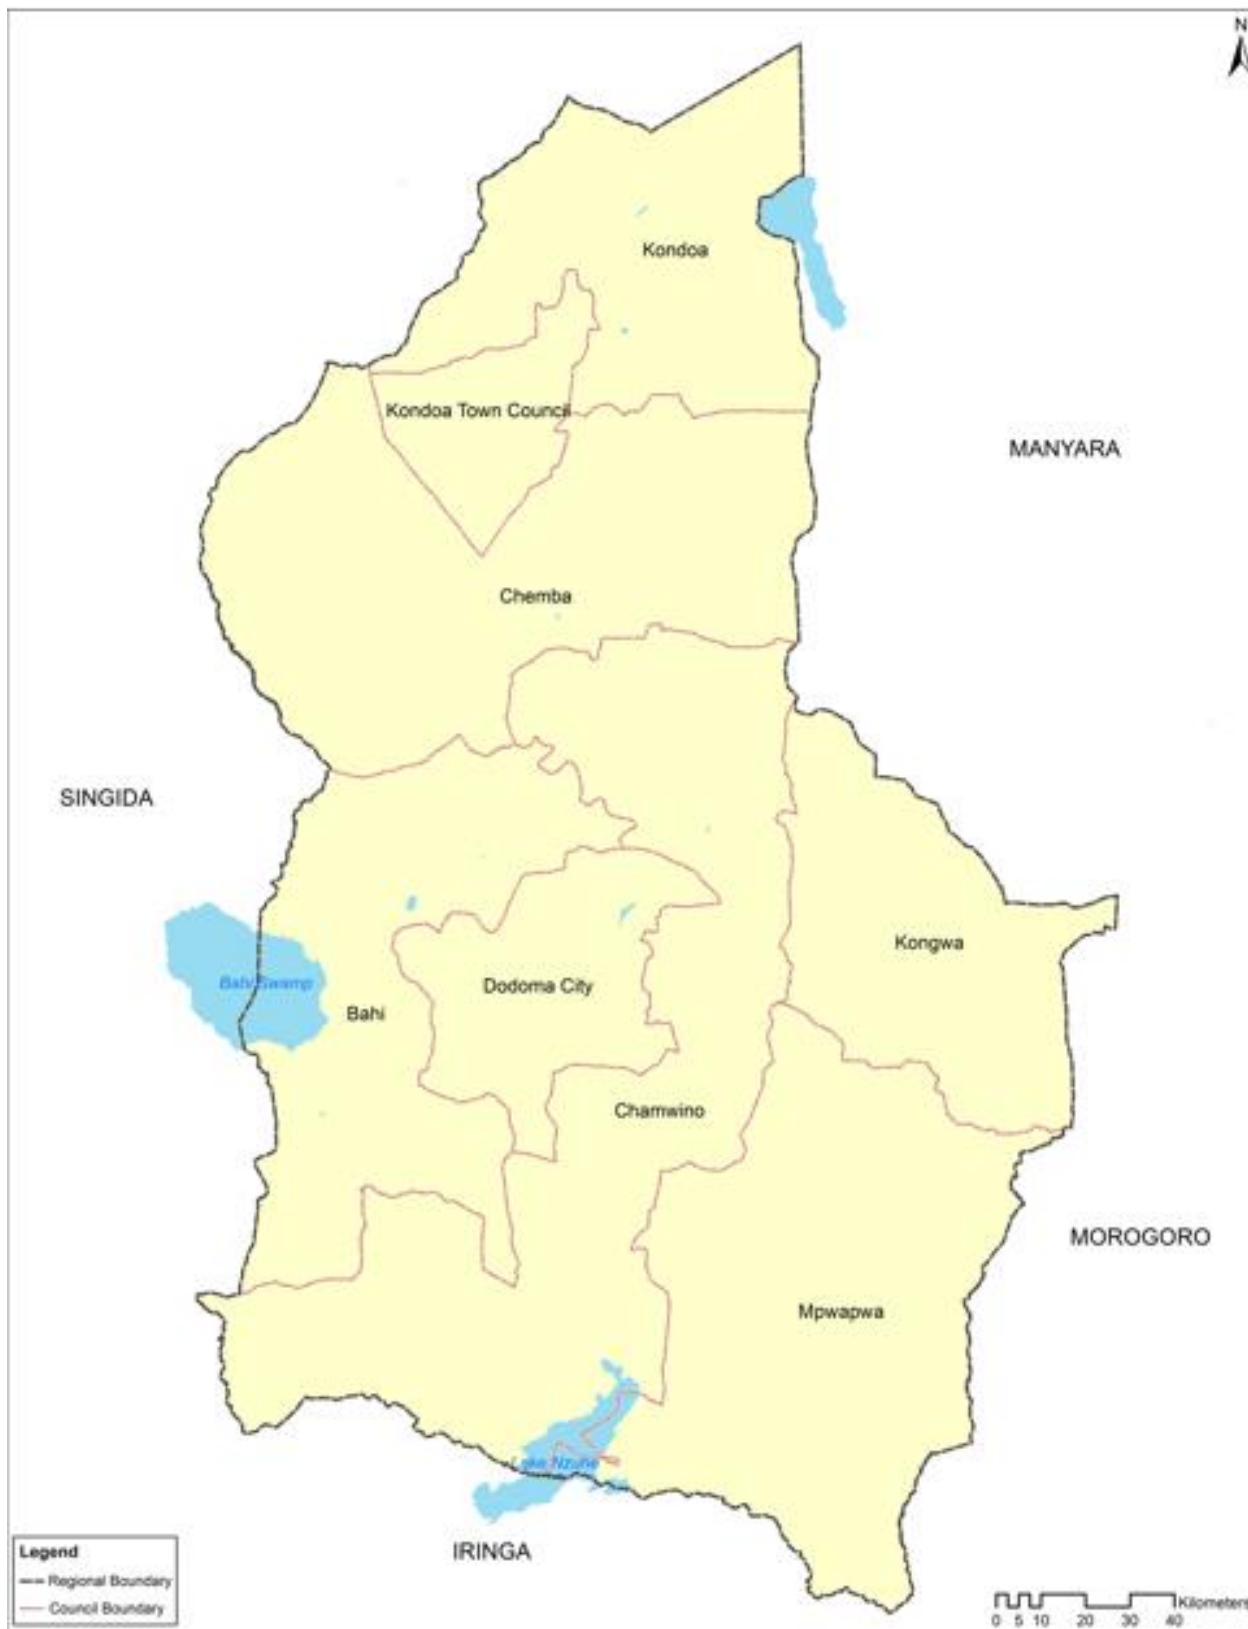 N
Kondoa
Kondoa Town Council
MANYARA
Chemba
SINGIDA
Kongwa
Bahi Swamp
Dodoma City
Bahi
Chamwino
MOROGORO
Mpwapwa
Lake Nzuhe
IRINGA
Legend
Regional Boundary
Council Boundary
Kilometers
0 5 10 20 30 40